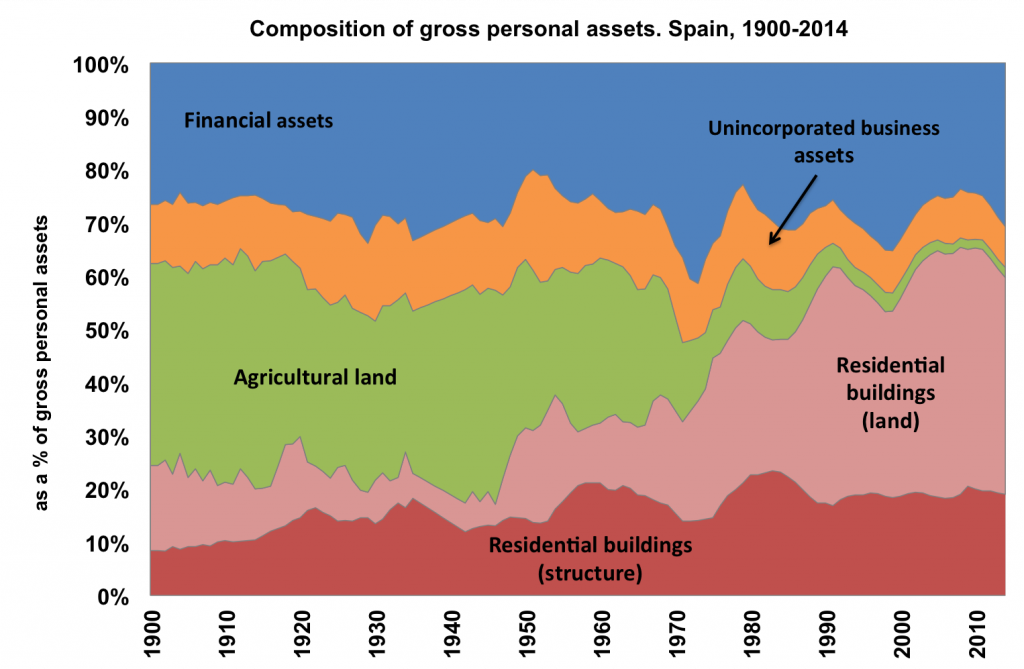 Composition of gross personal assets. Spain, 1900-2014
100%
90%
80%
70%
60%
50%
40%
30%
20%
10%
0%
as a % of gross personal assets
Financial assets
Unincorporated business
assets
Agricultural land
Residential
buildings
(land)
Residential buildings
(structure)
1900
1910
1920
1930
1940
1950
1960
1970
1980
1990
2000
2010